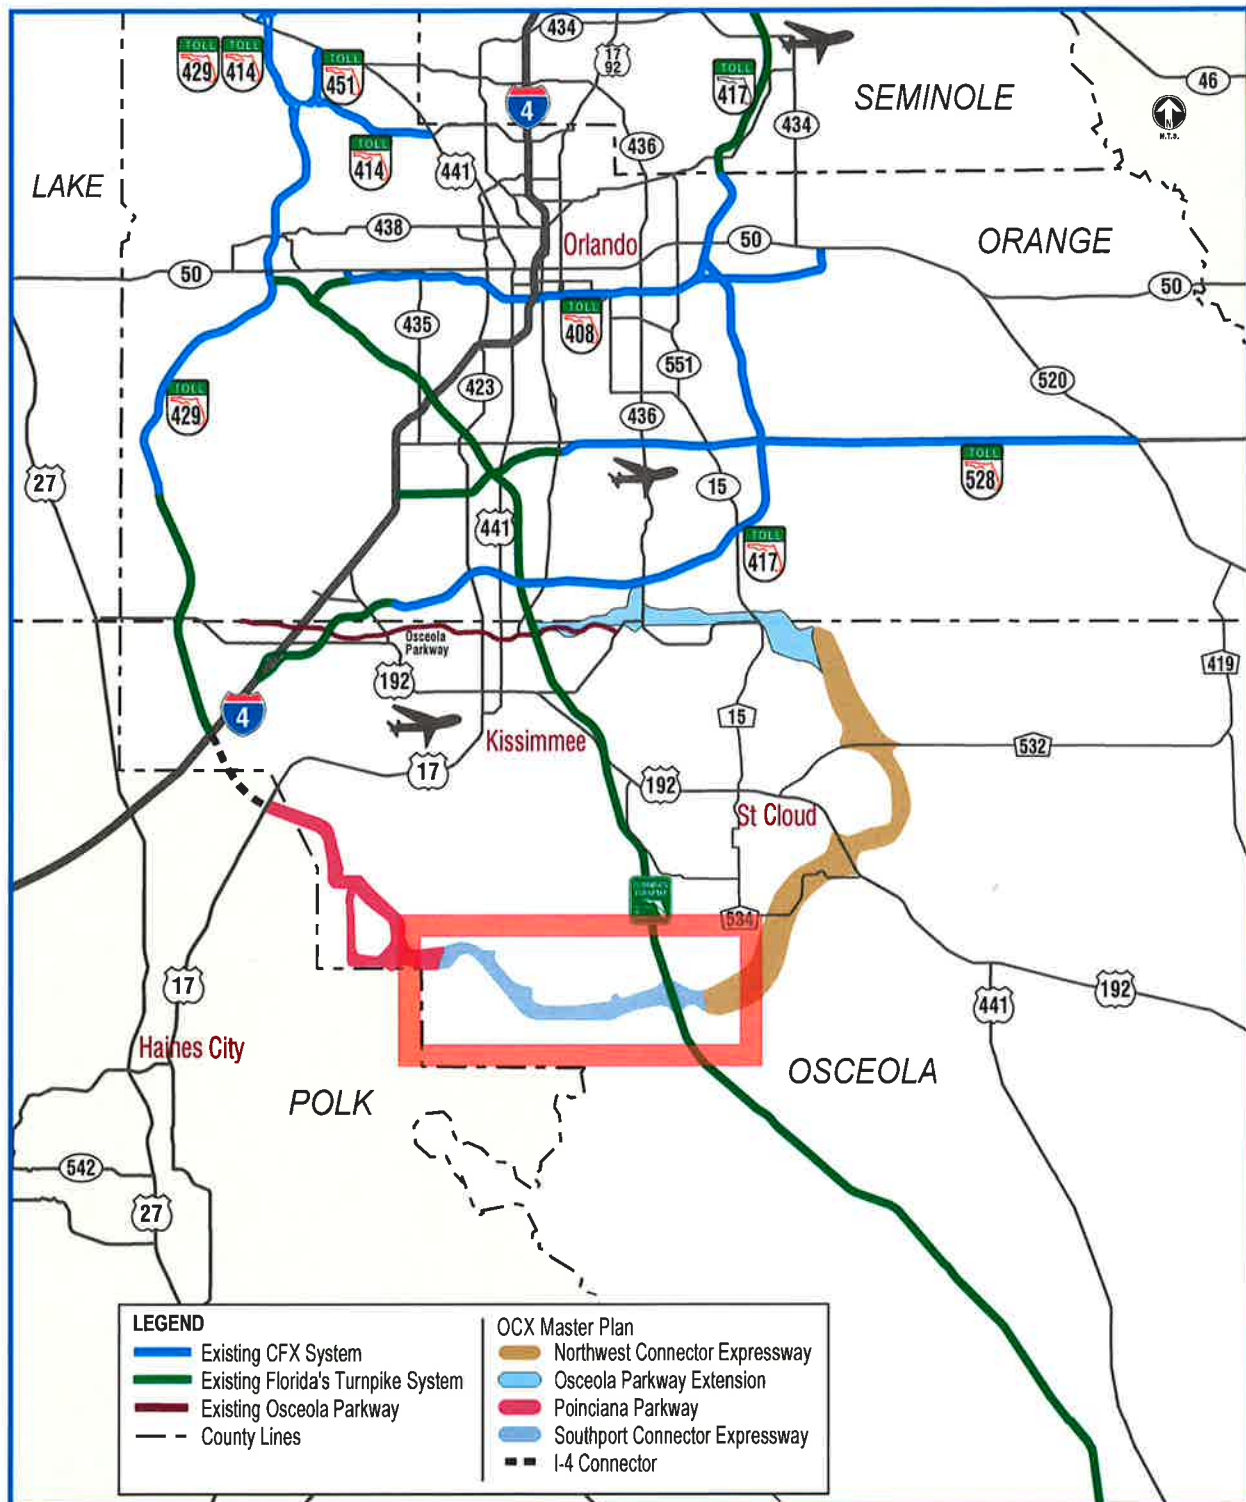 TOLL
429
TOLL
414
TOLL
451
434
17
92
TOLL
417
4
434
SEMINOLE
46
N
N.T.S.
TOLL
414
441
436
LAKE
438
Orlando
50
ORANGE
50
50
435
TOLL
408
551
423
520
TOLL
429
436
27
15
TOLL
528
441
TOLL
417
Osceola
Parkway
192
419
4
15
Kissimmee
532
17
192
St Cloud
534
17
441
192
Haines City
OSCEOLA
POLK
542
27
LEGEND
Existing CFX System
Existing Florida's Turnpike System
Existing Osceola Parkway
County Lines
OCX Master Plan
Northwest Connector Expressway
Osceola Parkway Extension
Poinciana Parkway
Southport Connector Expressway
I-4 Connector